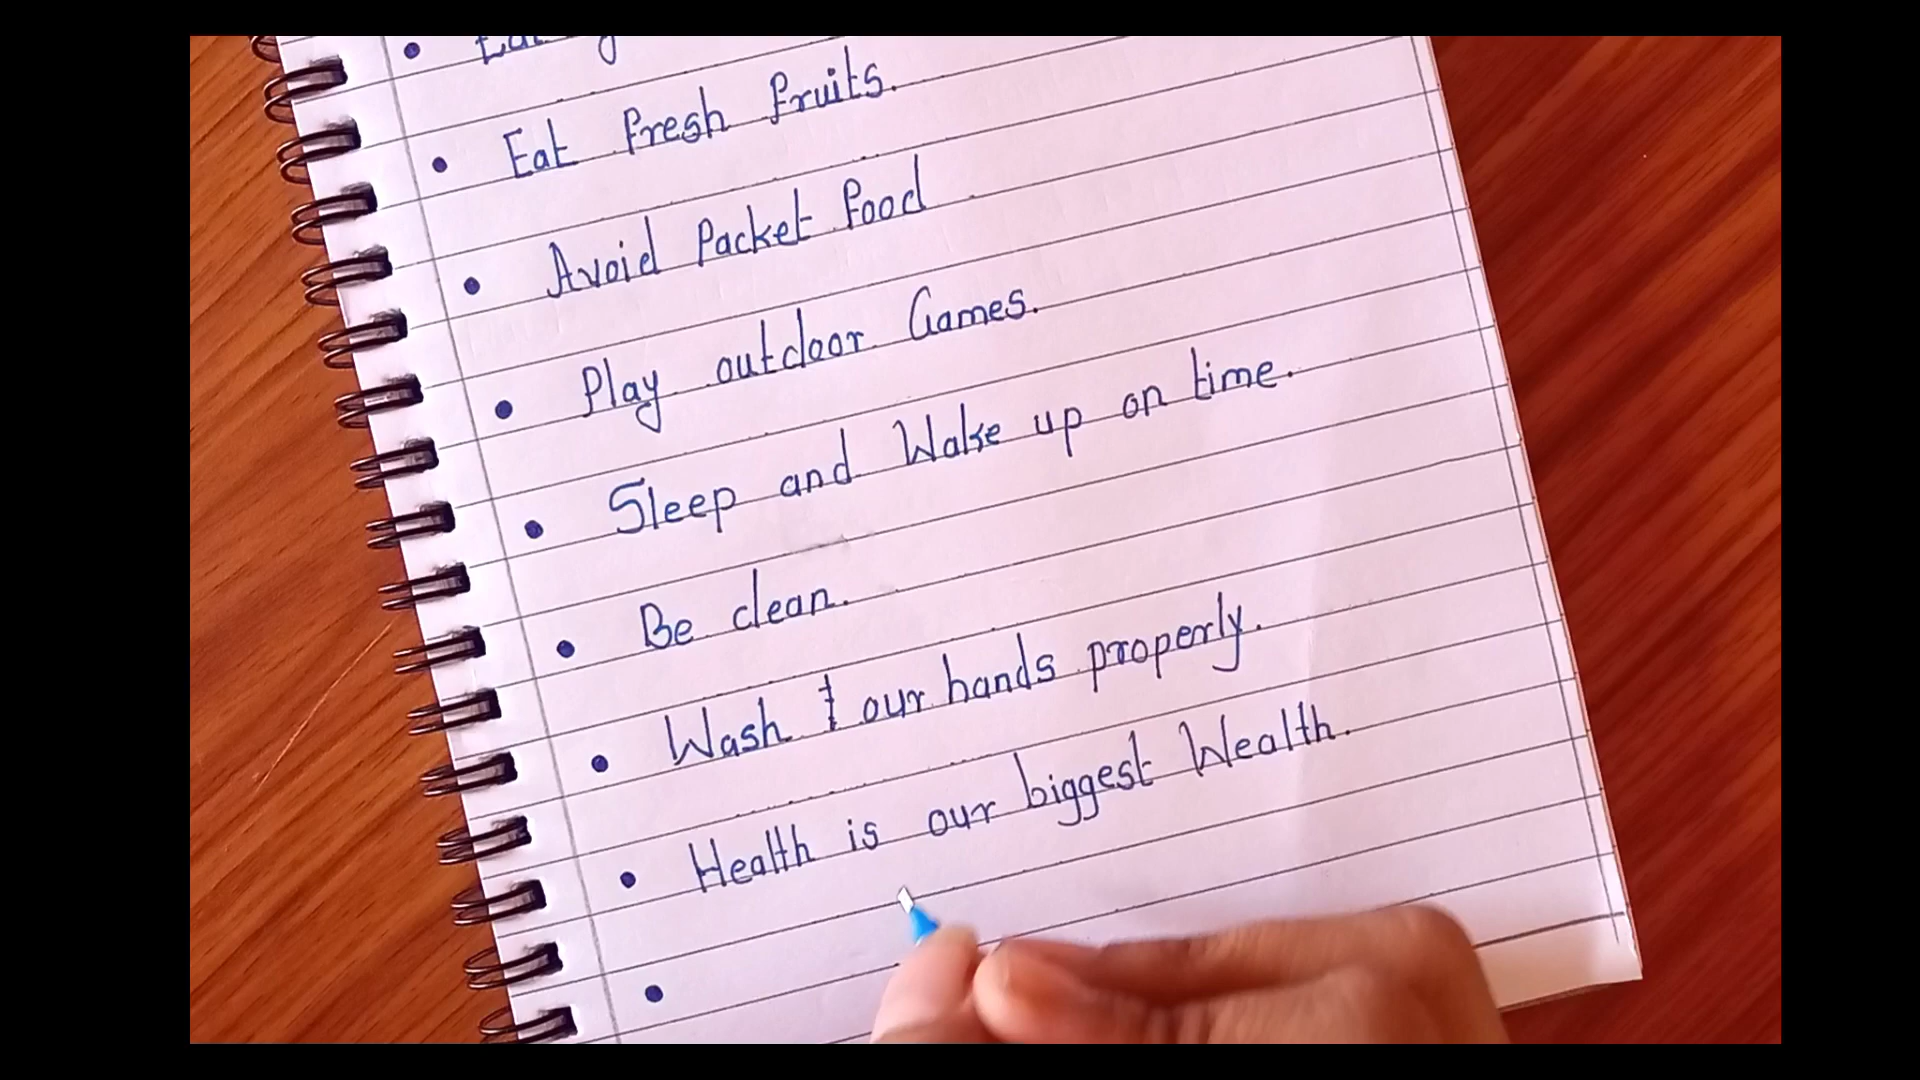 • Eat fresh fruits.
• Avoid Packet food
• Play outdoor Games.
• Sleep and Wake up on time.
• Be clean.
• Wash our hands properly.
• Health is our biggest Wealth.
•